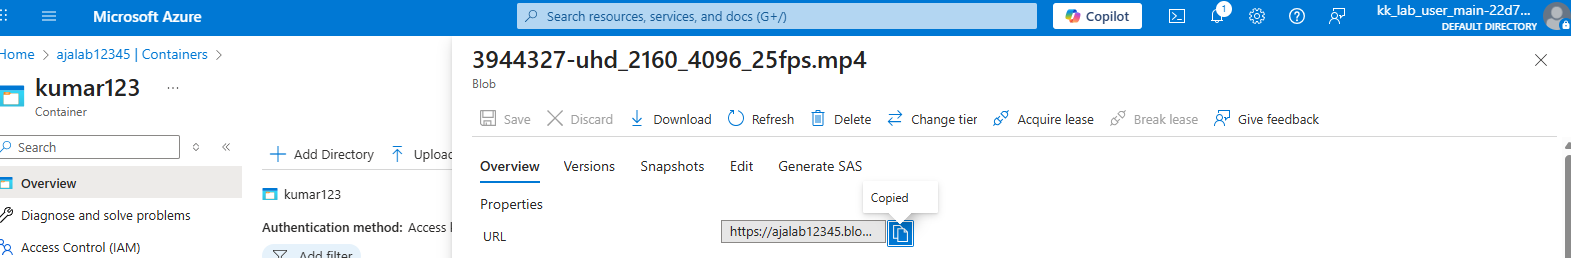 Microsoft Azure
Search resources, services, and docs (G+/)
Copilot
1
kk_lab_user_main-22d7...
DEFAULT DIRECTORY
Home > ajalab12345 | Containers >
kumar123 ...
Container
Search
Overview
Diagnose and solve problems
Access Control (IAM)
Add Directory
Upload
kumar123
Authentication method: Access
Add filter
3944327-uhd_2160_4096_25fps.mp4
Blob
Save Discard Download Refresh Delete Change tier Acquire lease Break lease Give feedback
Overview Versions Snapshots Edit Generate SAS
Copied
Properties
URL
https://ajalab12345.blo...